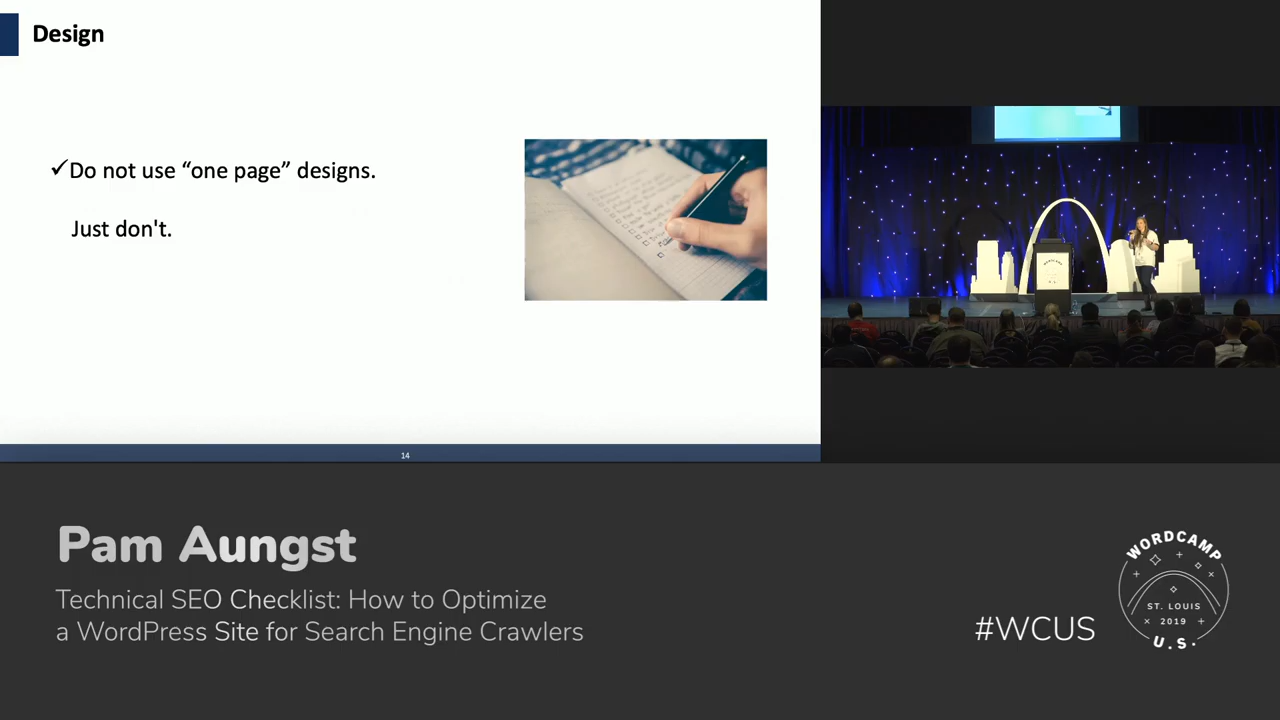 Design
✓Do not use “one page” designs.
Just don't.
14
Pam Aungst
Technical SEO Checklist: How to Optimize
a WordPress Site for Search Engine Crawlers
#WCUS
WORDCAMP
ST. LOUIS
2019
U.S.